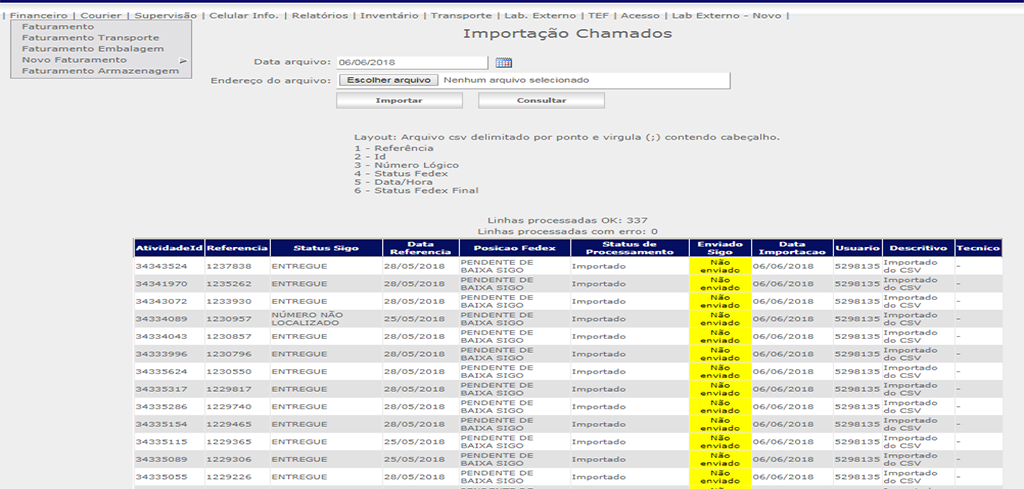 | Financeiro | Courier | Supervisão | Celular Info. | Relatórios | Inventário | Transporte | Lab. Externo | TEF | Acesso | Lab Externo - Novo |
Faturamento
Faturamento Transporte
Faturamento Embalagem
Novo Faturamento
Faturamento Armazenagem
Importação Chamados
Data arquivo: 06/06/2018
Endereço do arquivo: Escolher arquivo Nenhum arquivo selecionado
Importar Consultar
Layout: Arquivo csv delimitado por ponto e virgula (;) contendo cabeçalho.
1 - Referência
2 - Id
3 - Número Lógico
4 - Status Fedex
5 - Data/Hora
6 - Status Fedex Final
Linhas processadas OK: 337
Linhas processadas com erro: 0
AtividadeId Referencia Status Sigo Data Referencia Posicao Fedex Status de Processamento Enviado Sigo Data Importacao Usuario Descritivo Tecnico
34343524 1237838 ENTREGUE 28/05/2018 PENDENTE DE BAIXA SIGO Importado Não enviado 06/06/2018 5298135 Importado do CSV -
34341970 1235262 ENTREGUE 28/05/2018 PENDENTE DE BAIXA SIGO Importado Não enviado 06/06/2018 5298135 Importado do CSV -
34343072 1233930 ENTREGUE 28/05/2018 PENDENTE DE BAIXA SIGO Importado Não enviado 06/06/2018 5298135 Importado do CSV -
34334089 1230957 NÚMERO NÃO LOCALIZADO 25/05/2018 PENDENTE DE BAIXA SIGO Importado Não enviado 06/06/2018 5298135 Importado do CSV -
34334043 1230857 ENTREGUE 28/05/2018 PENDENTE DE BAIXA SIGO Importado Não enviado 06/06/2018 5298135 Importado do CSV -
34333996 1230796 ENTREGUE 28/05/2018 PENDENTE DE BAIXA SIGO Importado Não enviado 06/06/2018 5298135 Importado do CSV -
34335624 1230550 ENTREGUE 28/05/2018 PENDENTE DE BAIXA SIGO Importado Não enviado 06/06/2018 5298135 Importado do CSV -
34335317 1229817 ENTREGUE 28/05/2018 PENDENTE DE BAIXA SIGO Importado Não enviado 06/06/2018 5298135 Importado do CSV -
34335286 1229740 ENTREGUE 28/05/2018 PENDENTE DE BAIXA SIGO Importado Não enviado 06/06/2018 5298135 Importado do CSV -
34335154 1229465 ENTREGUE 28/05/2018 PENDENTE DE BAIXA SIGO Importado Não enviado 06/06/2018 5298135 Importado do CSV -
34335115 1229365 ENTREGUE 25/05/2018 PENDENTE DE BAIXA SIGO Importado Não enviado 06/06/2018 5298135 Importado do CSV -
34335089 1229306 ENTREGUE 25/05/2018 PENDENTE DE BAIXA SIGO Importado Não enviado 06/06/2018 5298135 Importado do CSV -
34335055 1229226 ENTREGUE 28/05/2018 PENDENTE DE BAIXA SIGO Importado Não enviado 06/06/2018 5298135 Importado do CSV -